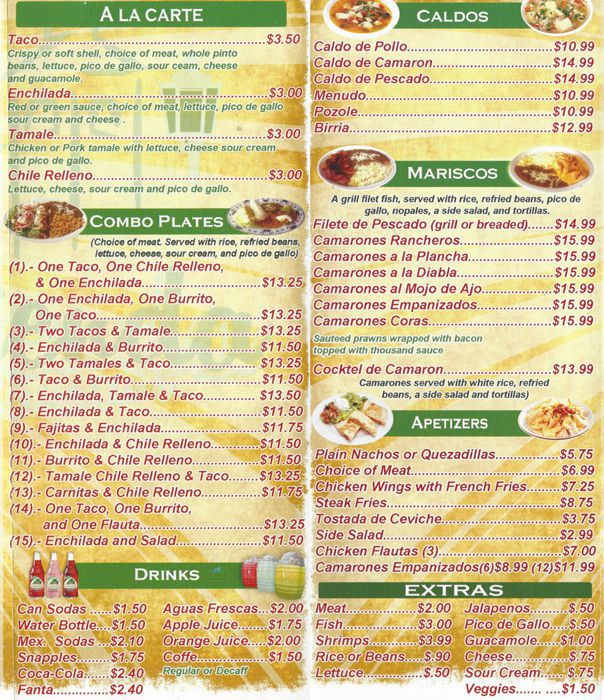 A LA CARTE
Taco...$3.50
Crispy or soft shell, choice of meat, whole pinto
beans, lettuce, pico de gallo, sour ceam, cheese
and guacamole.
Enchilada...$3.00
Red or green sauce, choice of meat, lettuce, pico de gallo
sour cream and cheese .
Tamale...$3.00
Chicken or Pork tamale with lettuce, cheese sour cream
and pico de gallo.
Chile Relleno...$3.00
Lettuce, cheese, sour cream and pico de gallo.
COMBO PLATES
(Choice of meat. Served with rice, refried beans,
lettuce, cheese, sour cream, and pico de gallo)
(1).- One Taco, One Chile Relleno,
& One Enchilada...$13.25
(2).- One Enchilada, One Burrito,
One Taco...$13.25
(3).- Two Tacos & Tamale...$13.25
(4).- Enchilada & Burrito...$11.50
(5).- Two Tamales & Taco...$13.25
(6).- Taco & Burrito...$11.50
(7).- Enchilada, Tamale & Taco...$13.50
(8).- Enchilada & Taco...$11.50
(9).- Fajitas & Enchilada...$11.75
(10).- Enchilada & Chile Relleno...$11.50
(11).- Burrito & Chile Relleno...$11.50
(12).- Tamale Chile Relleno & Taco...$13.25
(13).- Carnitas & Chile Relleno...$11.75
(14).- One Taco, One Burrito,
and One Flauta...$13.25
(15).- Enchilada and Salad...$11.50
DRINKS
Can Sodas ......$1.50
Water Bottle....$1.50
Mex. Sodas ...$2.10
Snapples.......$1.75
Coca-Cola......$2.40
Fanta...$2.40
Aguas Frescas...$2.00
Apple Juice.....$1.75
Orange Juice.....$2.00
Coffe...$1.50
Regular or Decaff
CALDOS
Caldo de Pollo...$10.99
Caldo de Camaron...$14.99
Caldo de Pescado...$14.99
Menudo...$10.99
Pozole...$10.99
Birria...$12.99
MARISCOS
A grill filet fish, served with rice, refried beans, pico de
gallo, nopales, a side salad, and tortillas.
Filete de Pescado (grill or breaded)......$14.99
Camarones Rancheros...$15.99
Camarones a la Plancha...$15.99
Camarones a la Diabla...$15.99
Camarones al Mojo de Ajo...$15.99
Camarones Empanizados...$15.99
Camarones Coras...$15.99
Sauteed prawns wrapped with bacon
topped with thousand sauce
Cocktel de Camaron...$13.99
Camarones served with white rice, refried
beans, a side salad and tortillas)
APETIZERS
Plain Nachos or Quezadillas...$5.75
Choice of Meat...$6.99
Chicken Wings with French Fries...$7.25
Steak Fries...$8.75
Tostada de Ceviche...$3.75
Side Salad...$2.99
Chicken Flautas (3)...$7.00
Camarones Empanizados(6)$8.99 (12)$11.99
EXTRAS
Meat...$2.00
Fish...$3.00
Shrimps...$3.99
Rice or Beans...$.90
Lettuce...$.50
Jalapenos...$.50
Pico de Gallo....$.50
Guacamole....$1.00
Cheese...$.75
Sour Cream...$.75
Veggies...$1.50